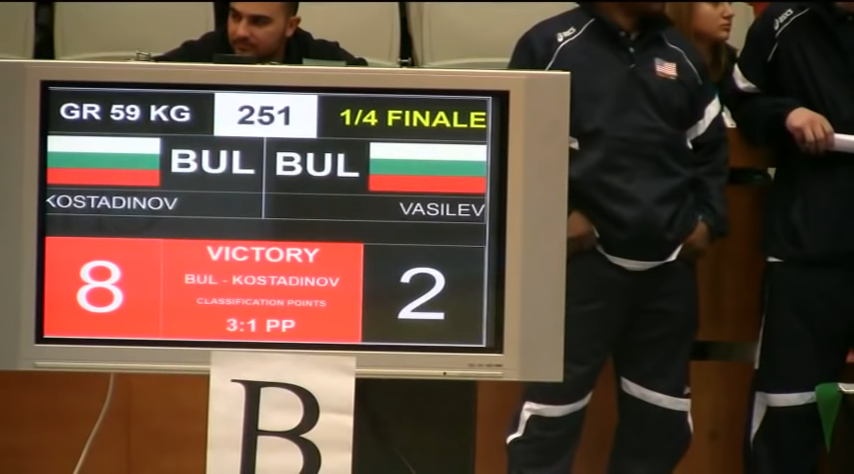 GR 59 KG 251 1/4 FINALE
BUL BUL
KOSTADINOV VASILEV
8 VICTORY 2
BUL - KOSTADINOV
CLASSIFICATION POINTS
3:1 PP
B
asics